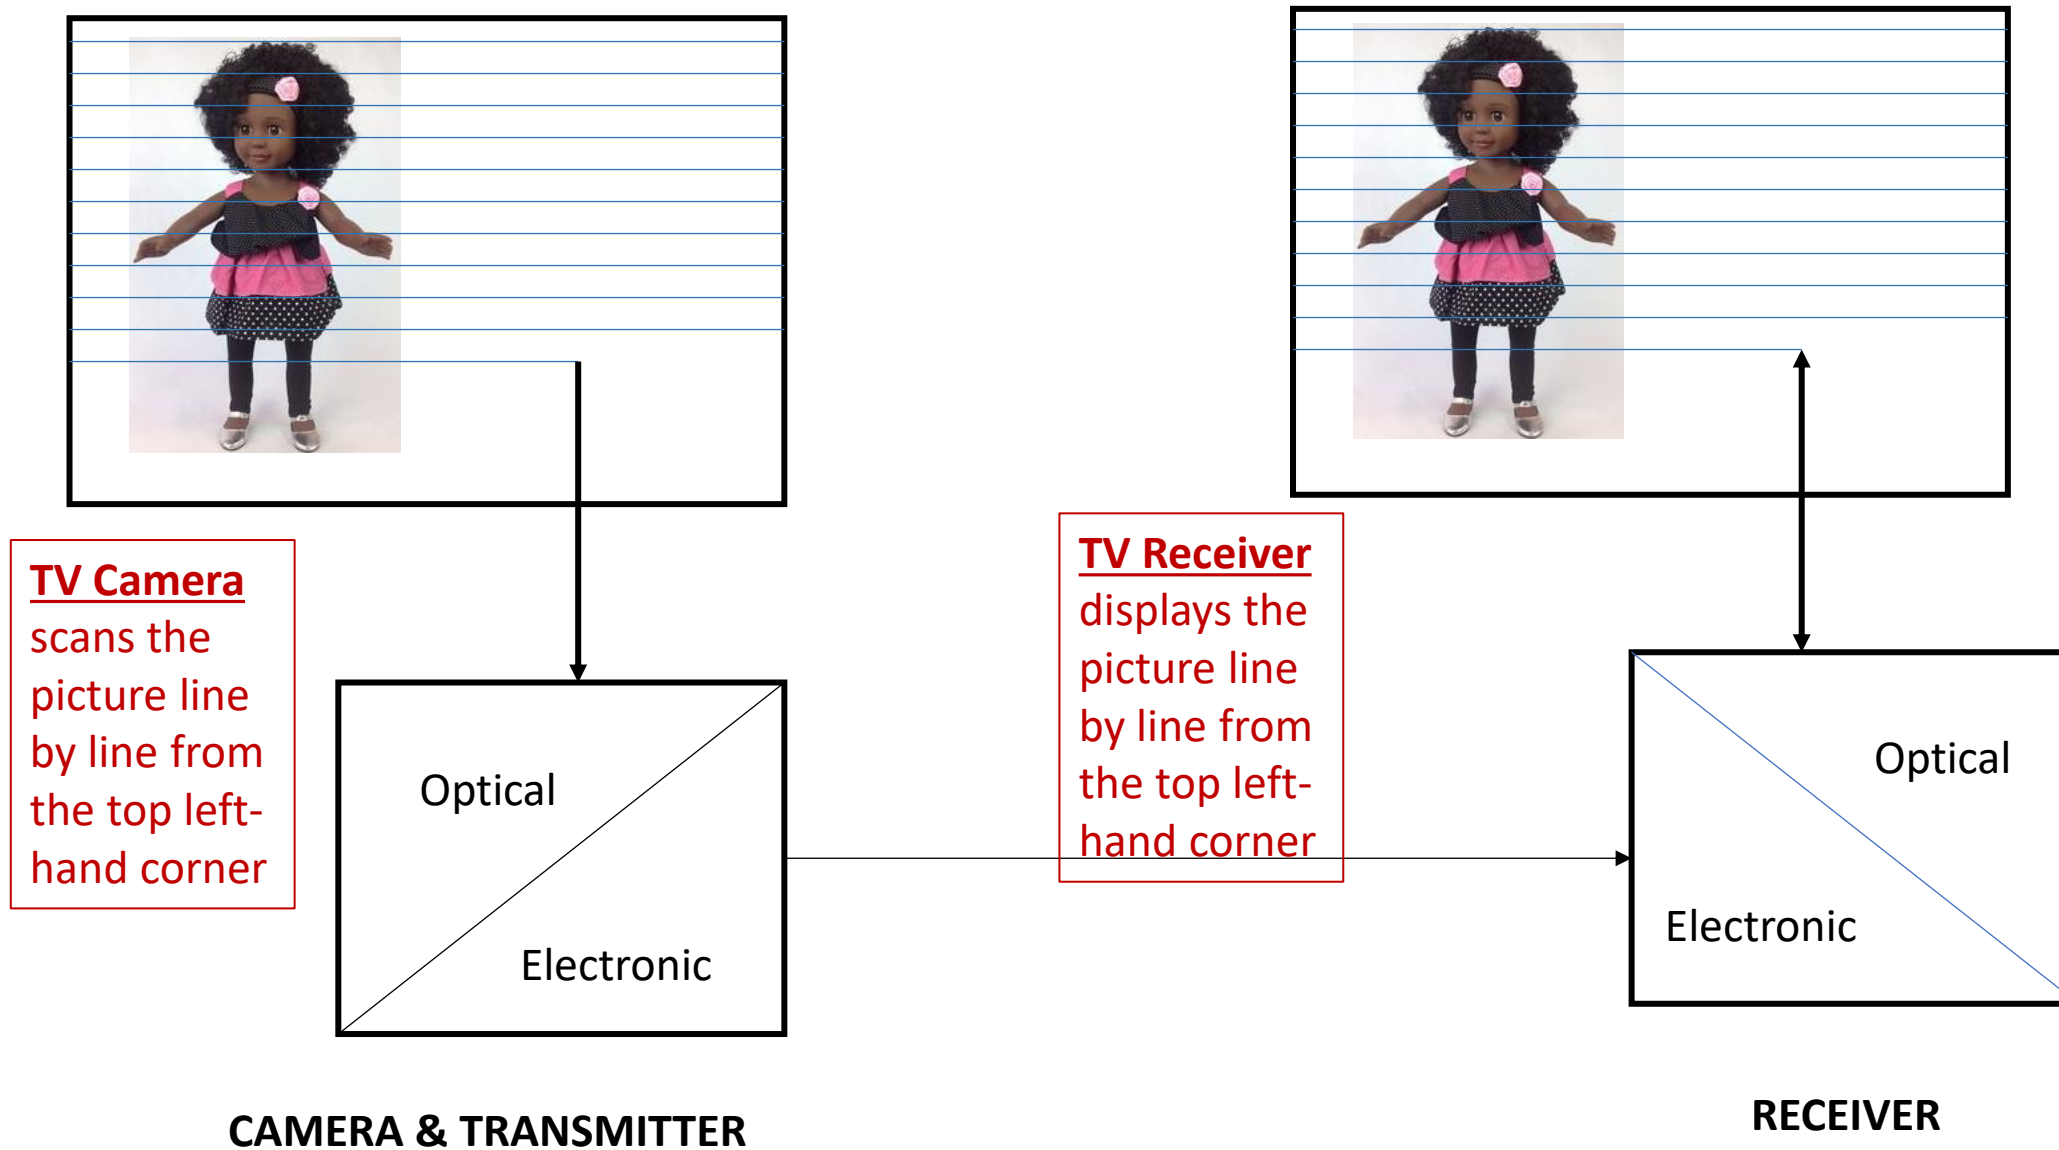 TV Camera
scans the
picture line
by line from
the top left-
hand corner
TV Receiver
displays the
picture line
by line from
the top left-
hand corner
Optical
Electronic
Optical
Electronic
CAMERA & TRANSMITTER
RECEIVER